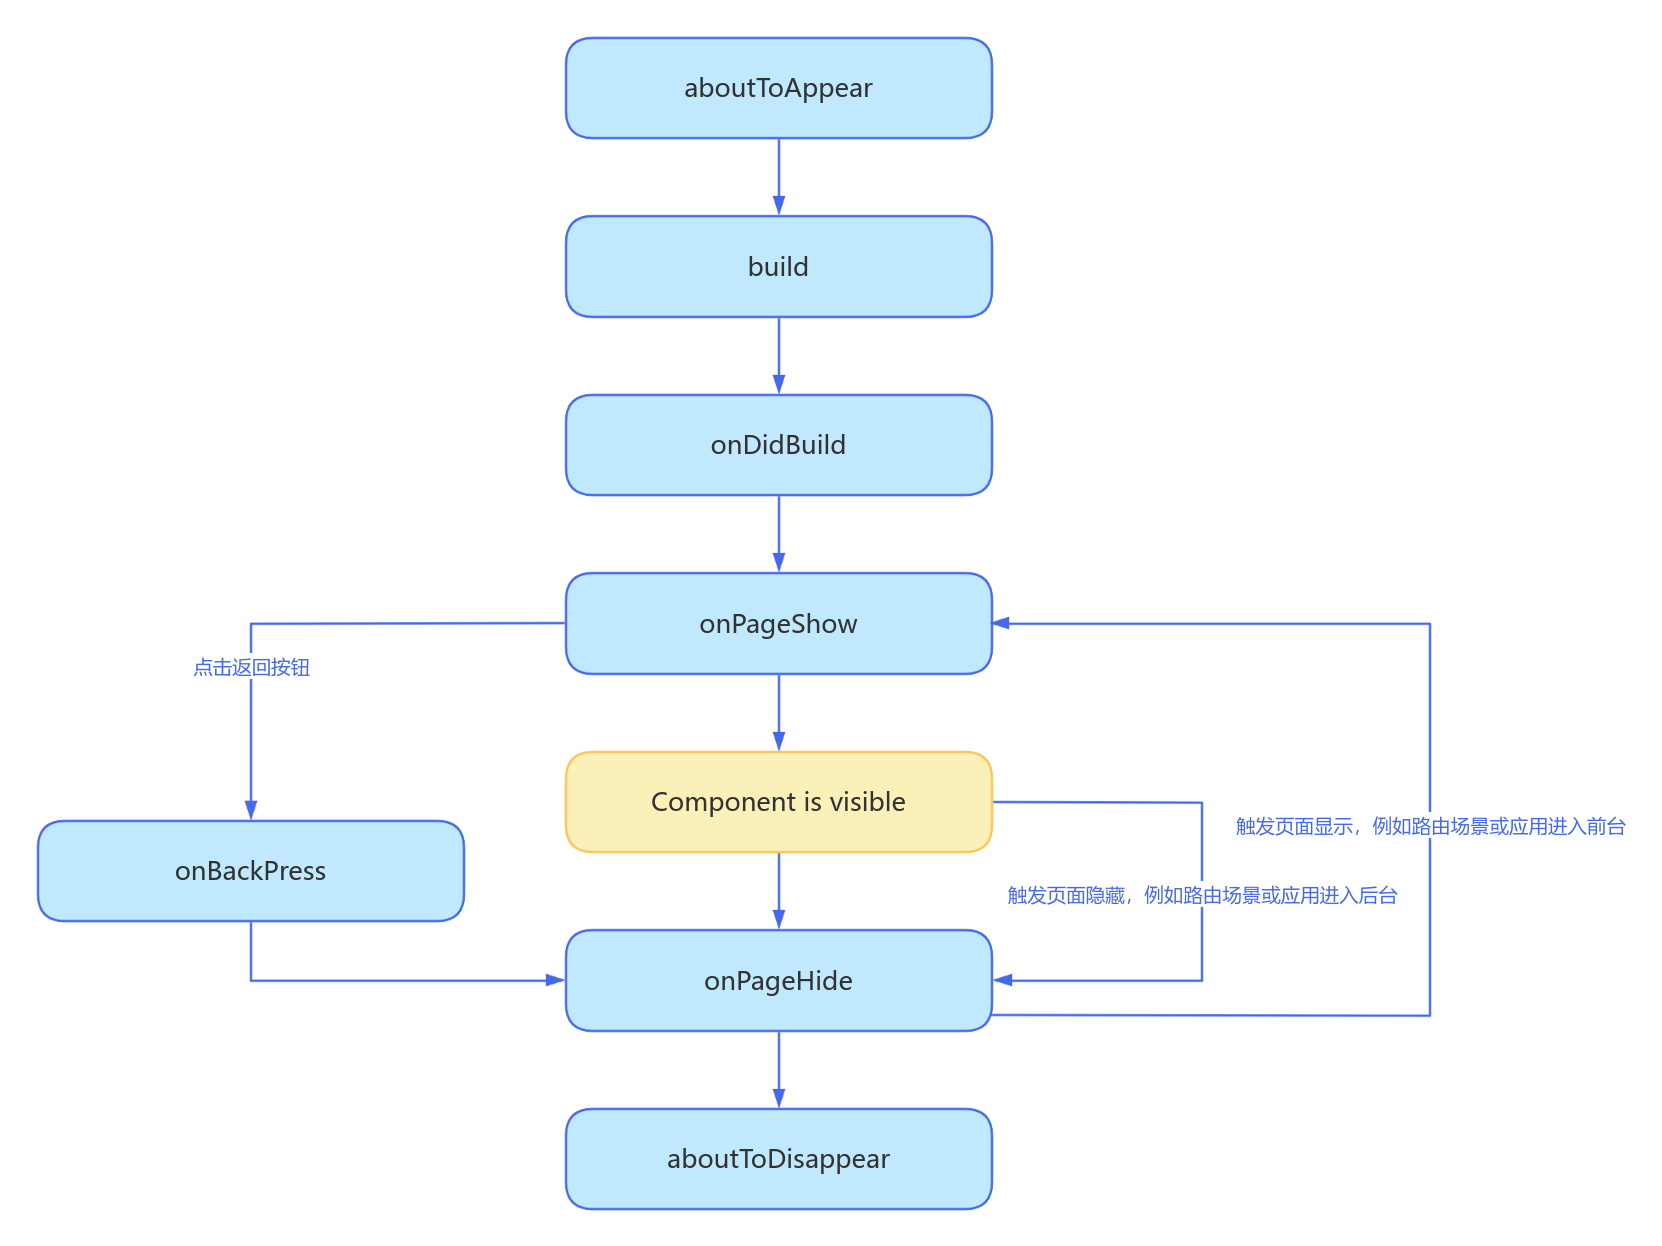 aboutToAppear
build
onDidBuild
onPageShow
点击返回按钮
Component is visible
触发页面显示，例如路由场景或应用进入前台
onBackPress
触发页面隐藏，例如路由场景或应用进入后台
onPageHide
aboutToDisappear